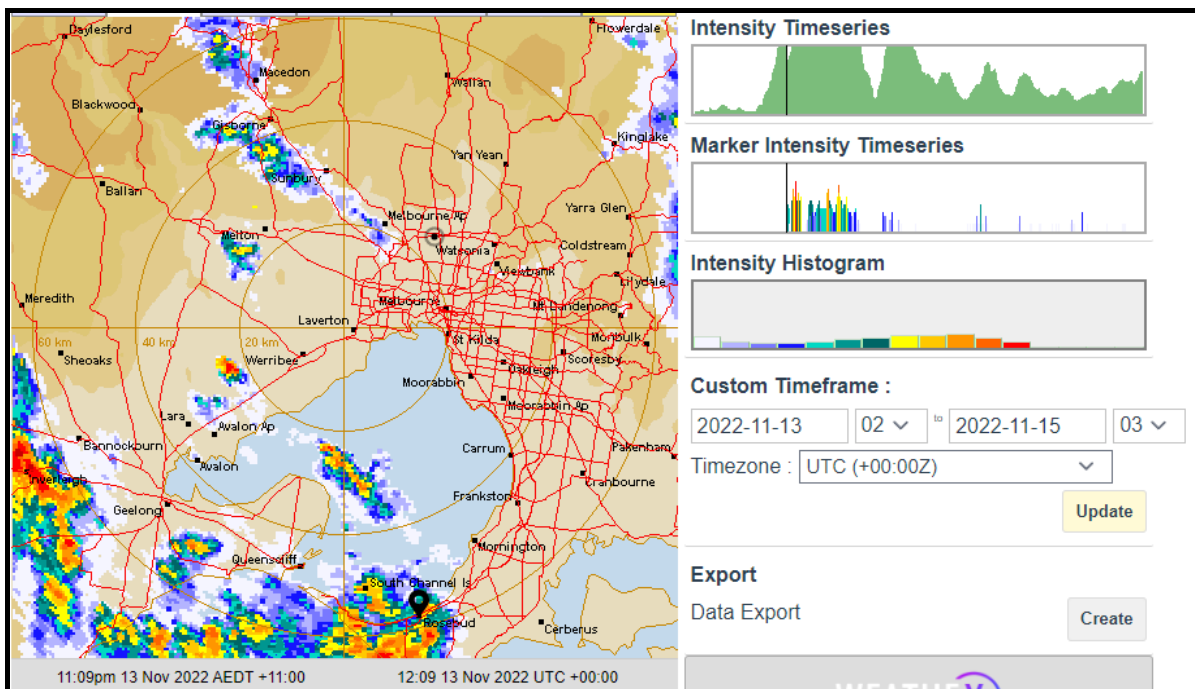 Daylesford
Flowerdale
Macedon
Wallan
Blackwood
Gisborne
Kinglake
Yan Yean
Sunbury
Ballan
Yarra Glen
Melbourne Ap
Melton
Watsonia
Coldstream
Viewbank
Lilydale
Meredith
Melbourne
Mt Dandenong
Laverton
60 km
40 km
20 km
St Kilda
Monbulk
Sheoaks
Werribee
Scoresby
Oakleigh
Moorabbin
Moorabbin Ap
Lara
Avalon Ap
Bannockburn
Carrum
Pakenham
Avalon
Inverleigh
Cranbourne
Frankston
Geelong
Mornington
Queenscliff
South Channel Is
Rosebud
Cerberus
11:09pm 13 Nov 2022 AEDT +11:00 12:09 13 Nov 2022 UTC +00:00
Intensity Timeseries
Marker Intensity Timeseries
Intensity Histogram
Custom Timeframe :
2022-11-13 02 to 2022-11-15 03
Timezone : UTC (+00:00Z)
Update
Export
Data Export Create